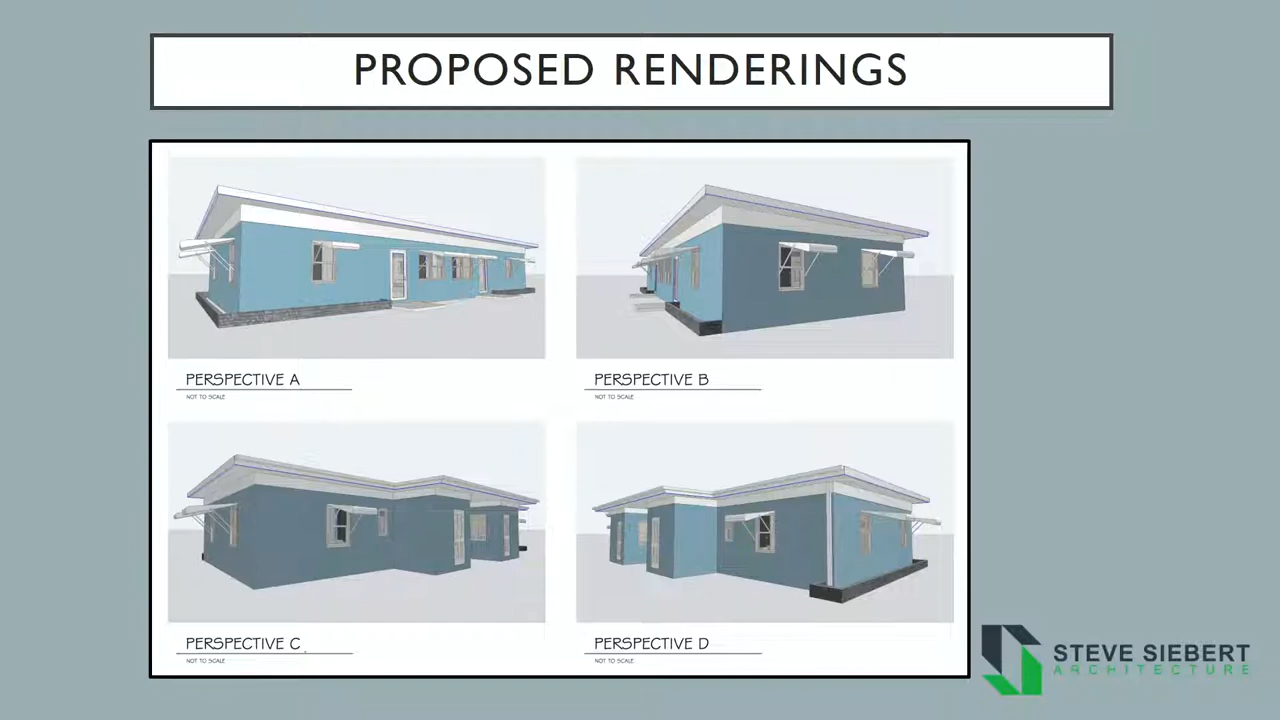 PROPOSED RENDERINGS
PERSPECTIVE A
NOT TO SCALE
PERSPECTIVE B
NOT TO SCALE
PERSPECTIVE C
NOT TO SCALE
PERSPECTIVE D
NOT TO SCALE
STEVE SIEBERT
ARCHITECTURE